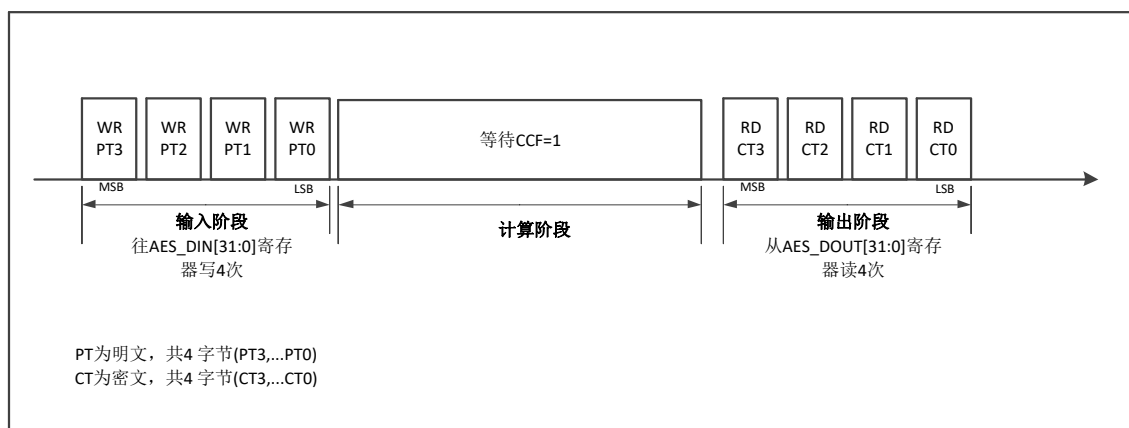 WR
PT3
WR
PT2
WR
PT1
WR
PT0
等待CCF=1
RD
CT3
RD
CT2
RD
CT1
RD
CT0
MSB
LSB
MSB
LSB
输入阶段
往AES_DIN[31:0]寄存
器写4次
计算阶段
输出阶段
从AES_DOUT[31:0]寄存
器读4次
PT为明文，共4 字节(PT3,...PT0)
CT为密文，共4 字节(CT3,...CT0)